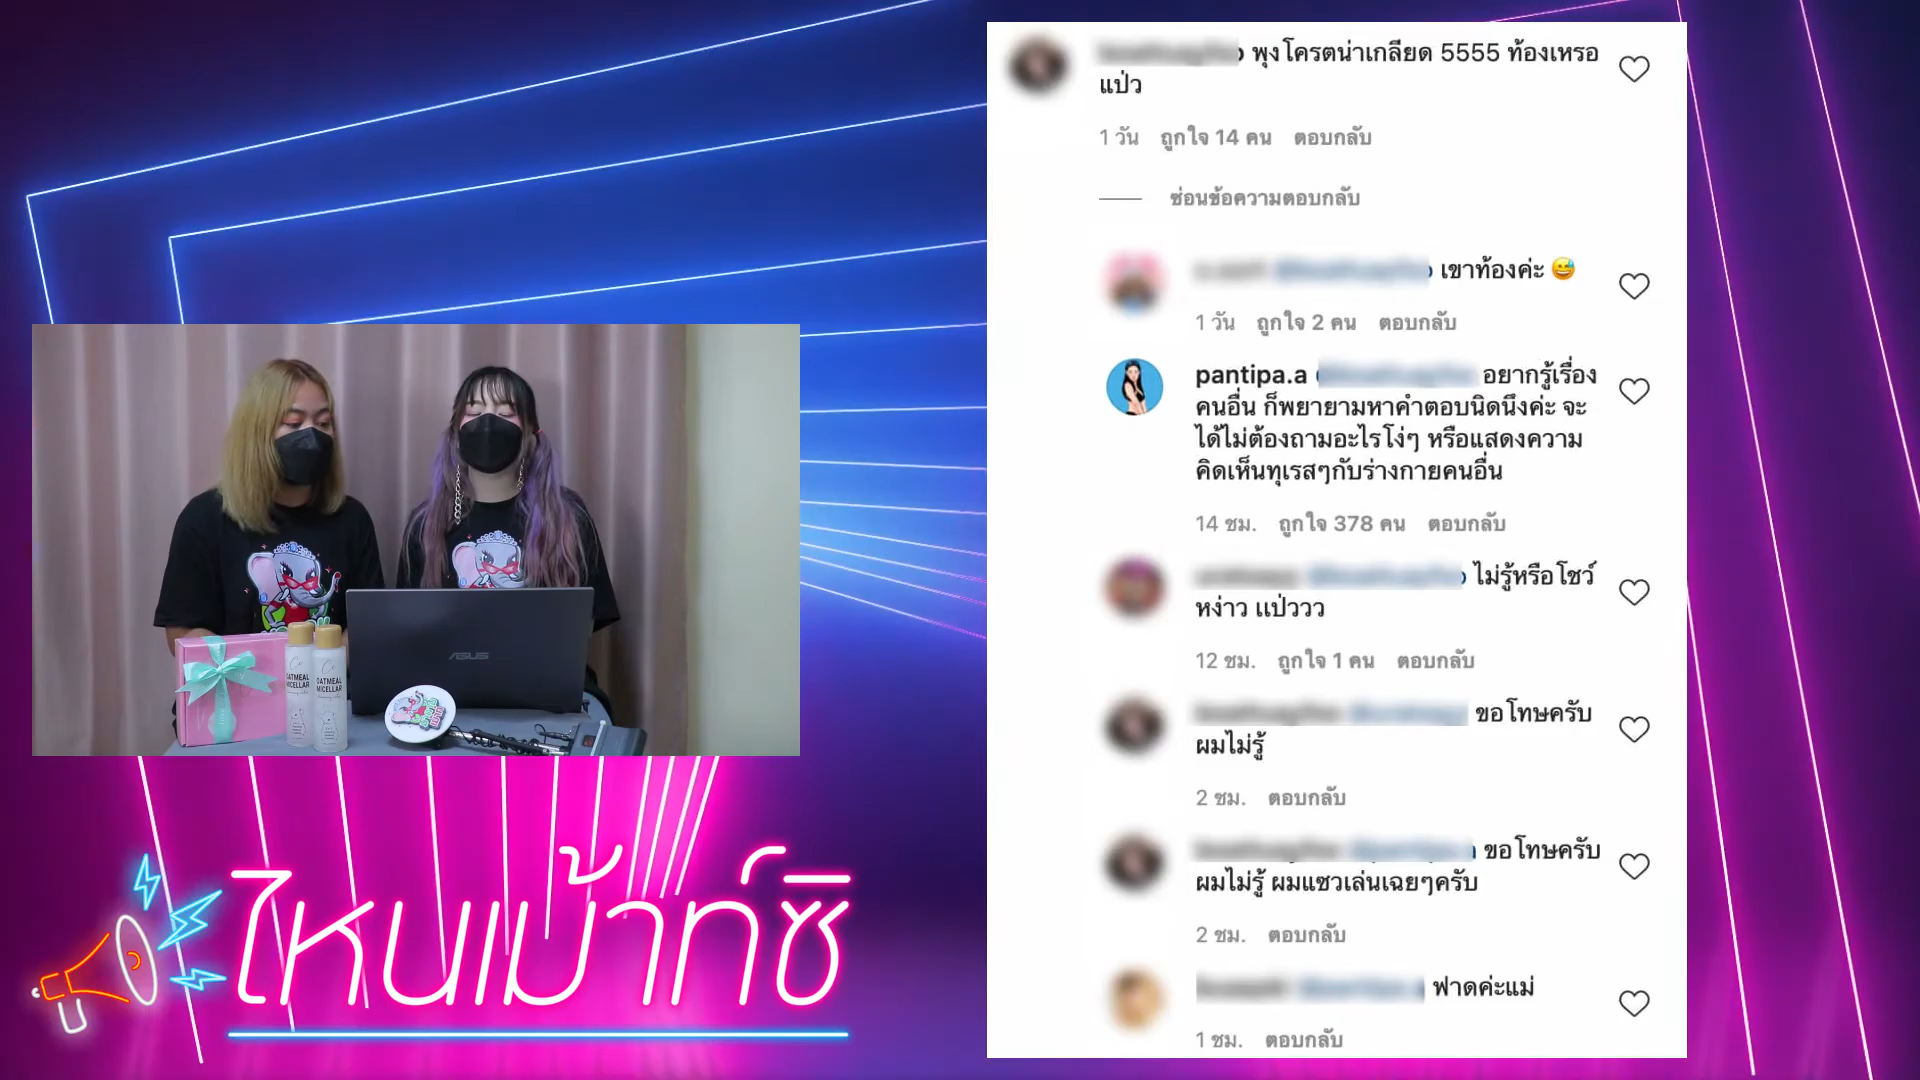 พุงโครตน่าเกลียด 5555 ท้องเหรอ
แป่ว
1 วัน ถูกใจ 14 คน ตอบกลับ
ซ่อนข้อความตอบกลับ
เขาท้องค่ะ 😅
1 วัน ถูกใจ 2 คน ตอบกลับ
pantipa.a อยากรู้เรื่อง
คนอื่น ก็พยายามหาคำตอบนิดนึงค่ะ จะ
ได้ไม่ต้องถามอะไรโง่ๆ หรือแสดงความ
คิดเห็นทุเรสๆกับร่างกายคนอื่น
14 ชม. ถูกใจ 378 คน ตอบกลับ
ไม่รู้หรือโชว์
หง่าว แป่ววว
12 ชม. ถูกใจ 1 คน ตอบกลับ
ขอโทษครับ
ผมไม่รู้
2 ชม. ตอบกลับ
ขอโทษครับ
ผมไม่รู้ ผมแซวเล่นเฉยๆครับ
2 ชม. ตอบกลับ
ฟาดค่ะแม่
1 ชม. ตอบกลับ
ASUS
OATMEAL
MICELLAR
OATMEAL
MICELLAR
ไหนเม้าท์ซิ